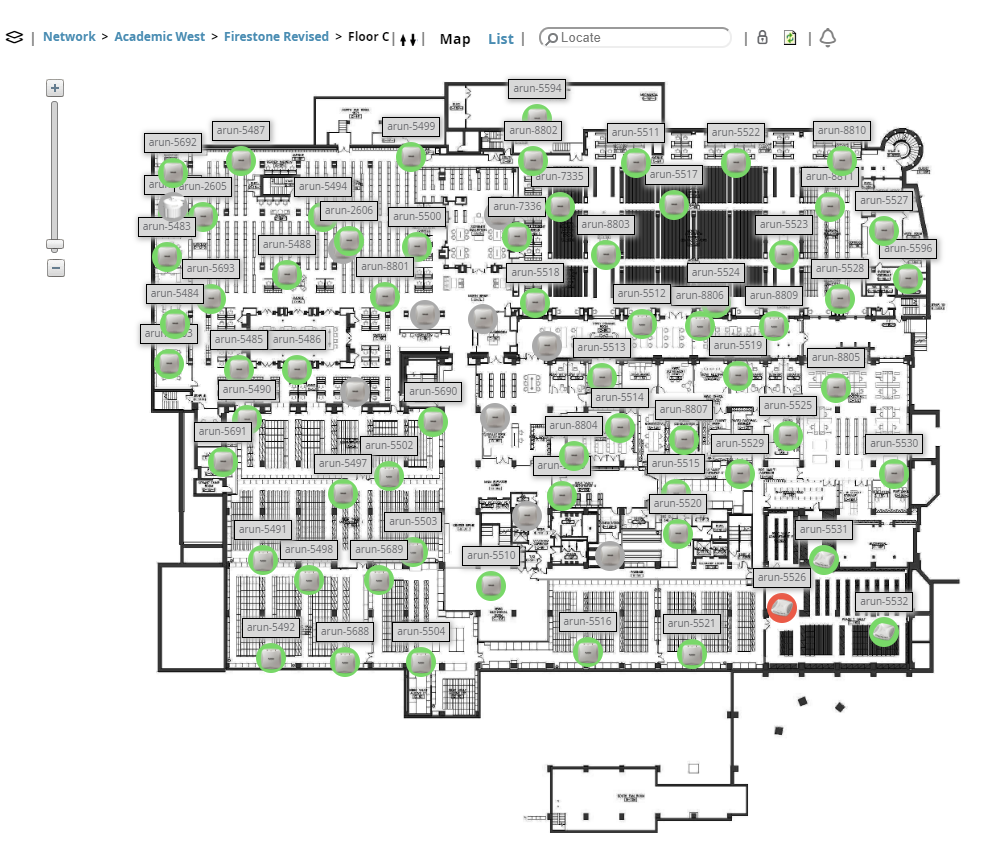 Network > Academic West > Firestone Revised > Floor C | | Map List | Locate | |
arun-5594
arun-5487
arun-5499
arun-8802
arun-5511
arun-5522
arun-8810
arun-5692
arun-7335
arun-5517
arun-8811
arun-2605
arun-5494
arun-5527
arun-2606
arun-5500
arun-7336
arun-8803
arun-5523
arun-5483
arun-5488
arun-5596
arun-5693
arun-8801
arun-5518
arun-5524
arun-5528
arun-5484
arun-5512
arun-8806
arun-8809
arun-5485
arun-5486
arun-5513
arun-5519
arun-8805
arun-5490
arun-5690
arun-5514
arun-8807
arun-5525
arun-5691
arun-5502
arun-8804
arun-5529
arun-5530
arun-5497
arun-5515
arun-5520
arun-5491
arun-5503
arun-5531
arun-5498
arun-5689
arun-5510
arun-5526
arun-5532
arun-5492
arun-5688
arun-5504
arun-5516
arun-5521